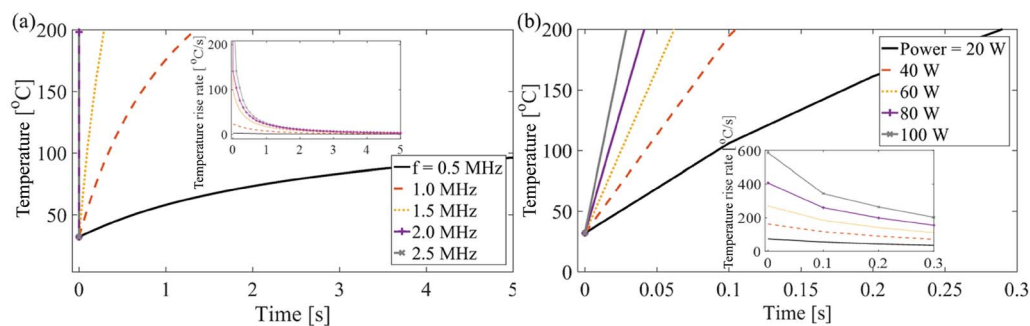 (a)
200
150
100
50
0
Temperature [°C]
0 1 2 3 4 5
Time [s]
Temperature rise rate [ °C/s]
200
100
0
0 1 2 3 4 5
f = 0.5 MHz
1.0 MHz
1.5 MHz
2.0 MHz
2.5 MHz
(b)
200
150
100
50
0
Temperature [°C]
0 0.05 0.1 0.15 0.2 0.25 0.3
Time [s]
Power = 20 W
40 W
60 W
80 W
100 W
Temperature rise rate [°C/s]
600
400
200
0
0 0.1 0.2 0.3